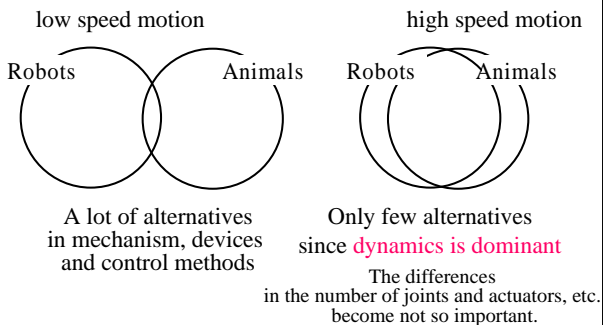 low speed motion
Robots
Animals
A lot of alternatives
in mechanism, devices
and control methods
high speed motion
Robots
Animals
Only few alternatives
since dynamics is dominant
The differences
in the number of joints and actuators, etc.
become not so important.